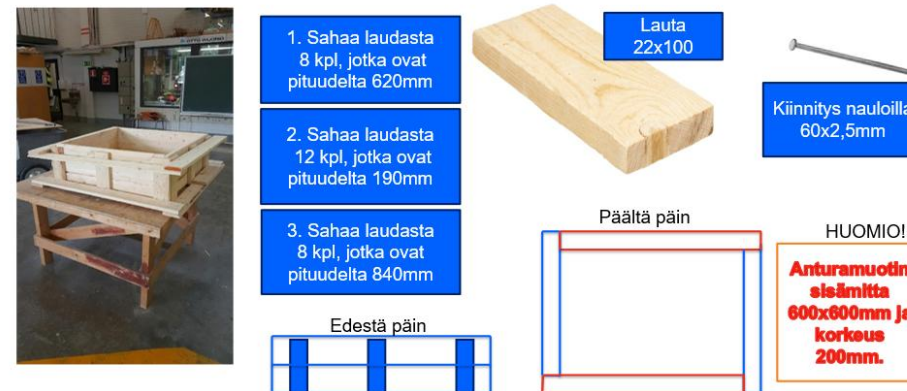 1. Sahaa laudasta
8 kpl, jotka ovat
pituudelta 620mm
2. Sahaa laudasta
12 kpl, jotka ovat
pituudelta 190mm
3. Sahaa laudasta
8 kpl, jotka ovat
pituudelta 840mm
Lauta
22x100
Kiinnitys nauloilla
60x2,5mm
Päältä päin
HUOMIO!
Anturamuotin
sisämitta
600x600mm ja
korkeus
200mm.
Edestä päin